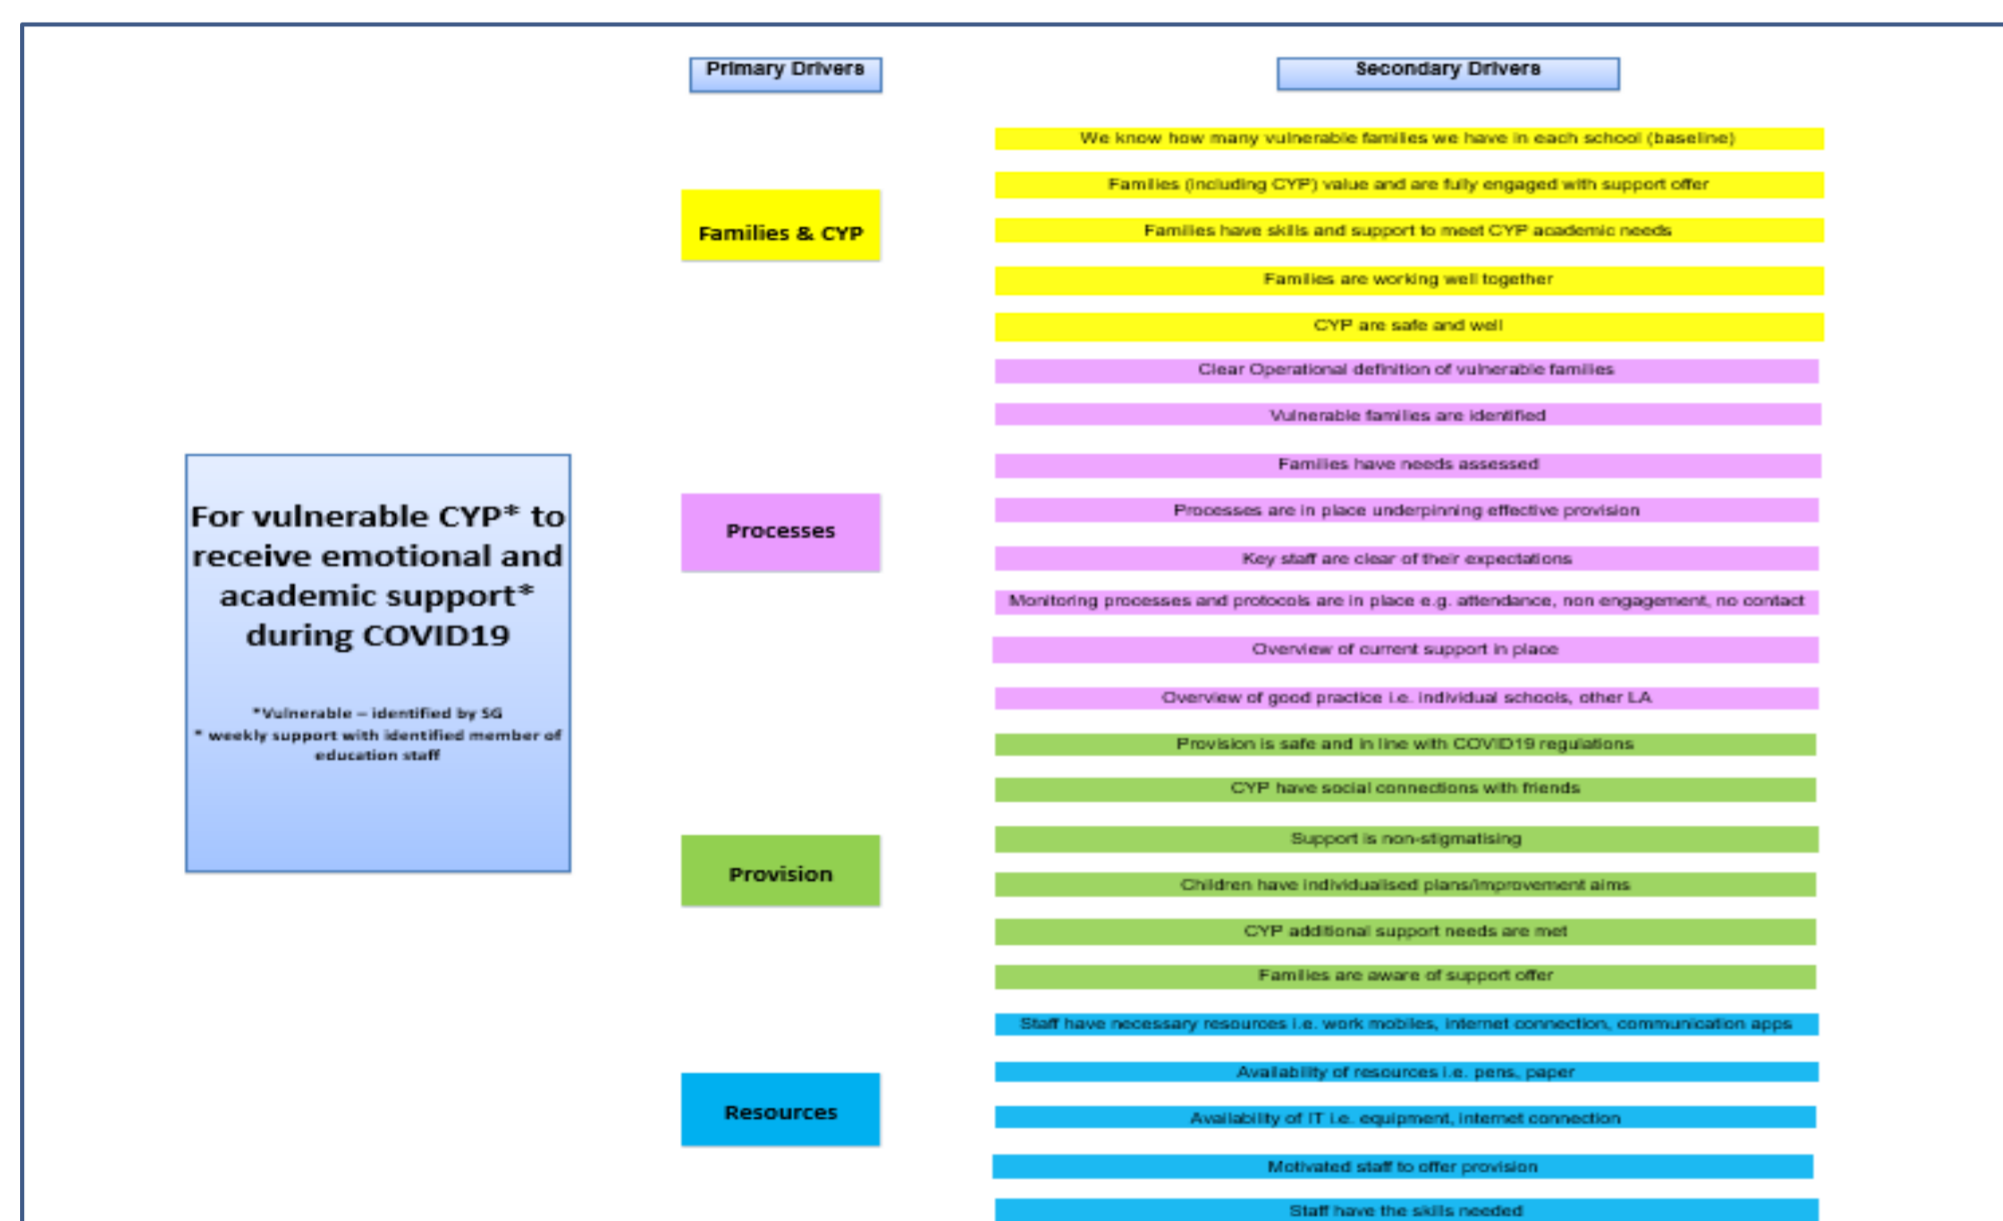 Primary Drivers
Secondary Drivers
We know how many vulnerable families we have in each school (baseline)
Families (including CYP) value and are fully engaged with support offer
Families & CYP
Families have skills and support to meet CYP academic needs
Families are working well together
CYP are safe and well
Clear Operational definition of vulnerable families
Vulnerable families are identified
Families have needs assessed
For vulnerable CYP* to
receive emotional and
academic support*
during COVID19
*Vulnerable – identified by SG
* weekly support with identified member of
education staff
Processes
Processes are in place underpinning effective provision
Key staff are clear of their expectations
Monitoring processes and protocols are in place e.g. attendance, non engagement, no contact
Overview of current support in place
Overview of good practice i.e. individual schools, other LA
Provision is safe and in line with COVID19 regulations
CYP have social connections with friends
Provision
Support is non-stigmatising
Children have individualised plans/improvement aims
CYP additional support needs are met
Families are aware of support offer
Staff have necessary resources i.e. work mobiles, internet connection, communication apps
Resources
Availability of resources i.e. pens, paper
Availability of IT i.e. equipment, internet connection
Motivated staff to offer provision
Staff have the skills needed